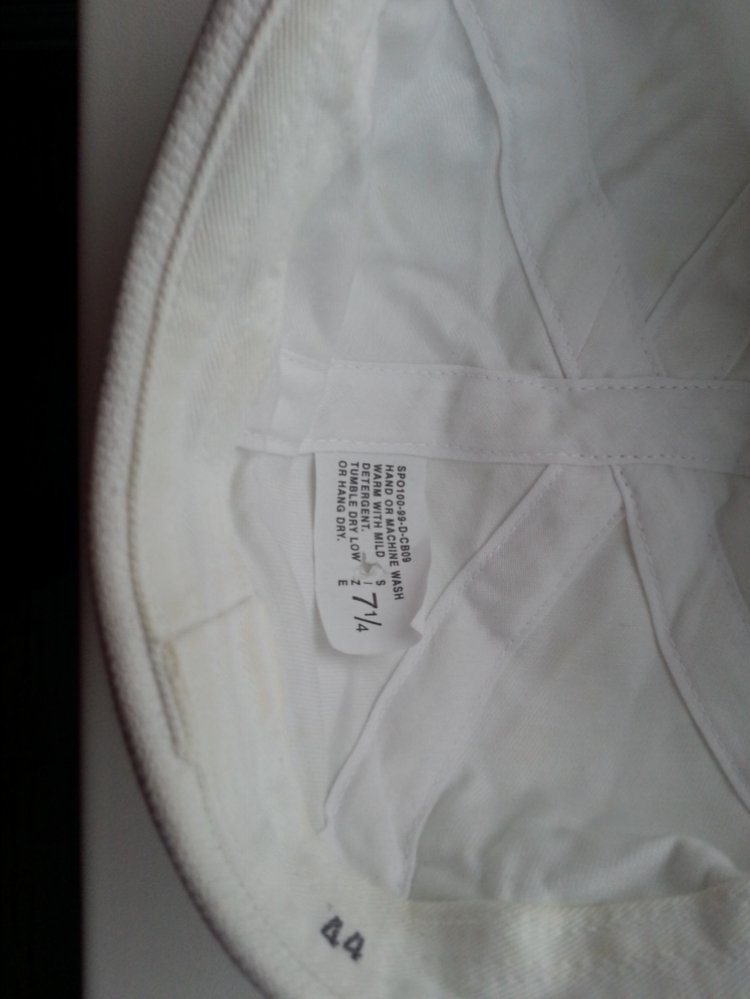 SPO100-99-D-CB09
HAND OR MACHINE WASH
WARM WITH MILD
DETERGENT.
TUMBLE DRY LOW
OR HANG DRY.
SIZE 7 1/4
44